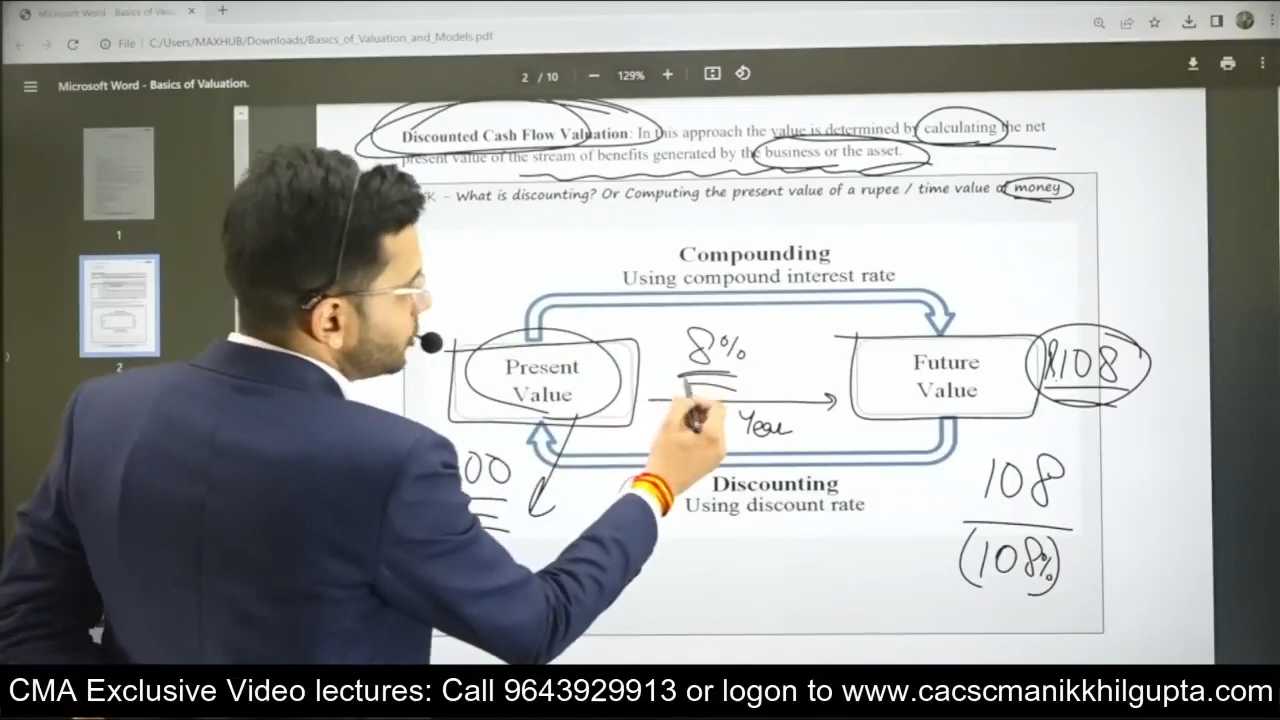 Microsoft Word - Basics of Valu...
File C:/Users/MAXHUB/Downloads/Basics_of_Valuation_and_Models.pdf
Microsoft Word - Basics of Valuation.
2 / 10
129%
1
2
Discounted Cash Flow Valuation: In this approach the value is determined by calculating the net
present value of the stream of benefits generated by the business or the asset.
- What is discounting? Or Computing the present value of a rupee / time value of money
Compounding
Using compound interest rate
Present
Value
8%
Year
Future
Value
108
00
Discounting
Using discount rate
108
(108%)
CMA Exclusive Video lectures: Call 9643929913 or logon to www.cacscmanikkhilgupta.com